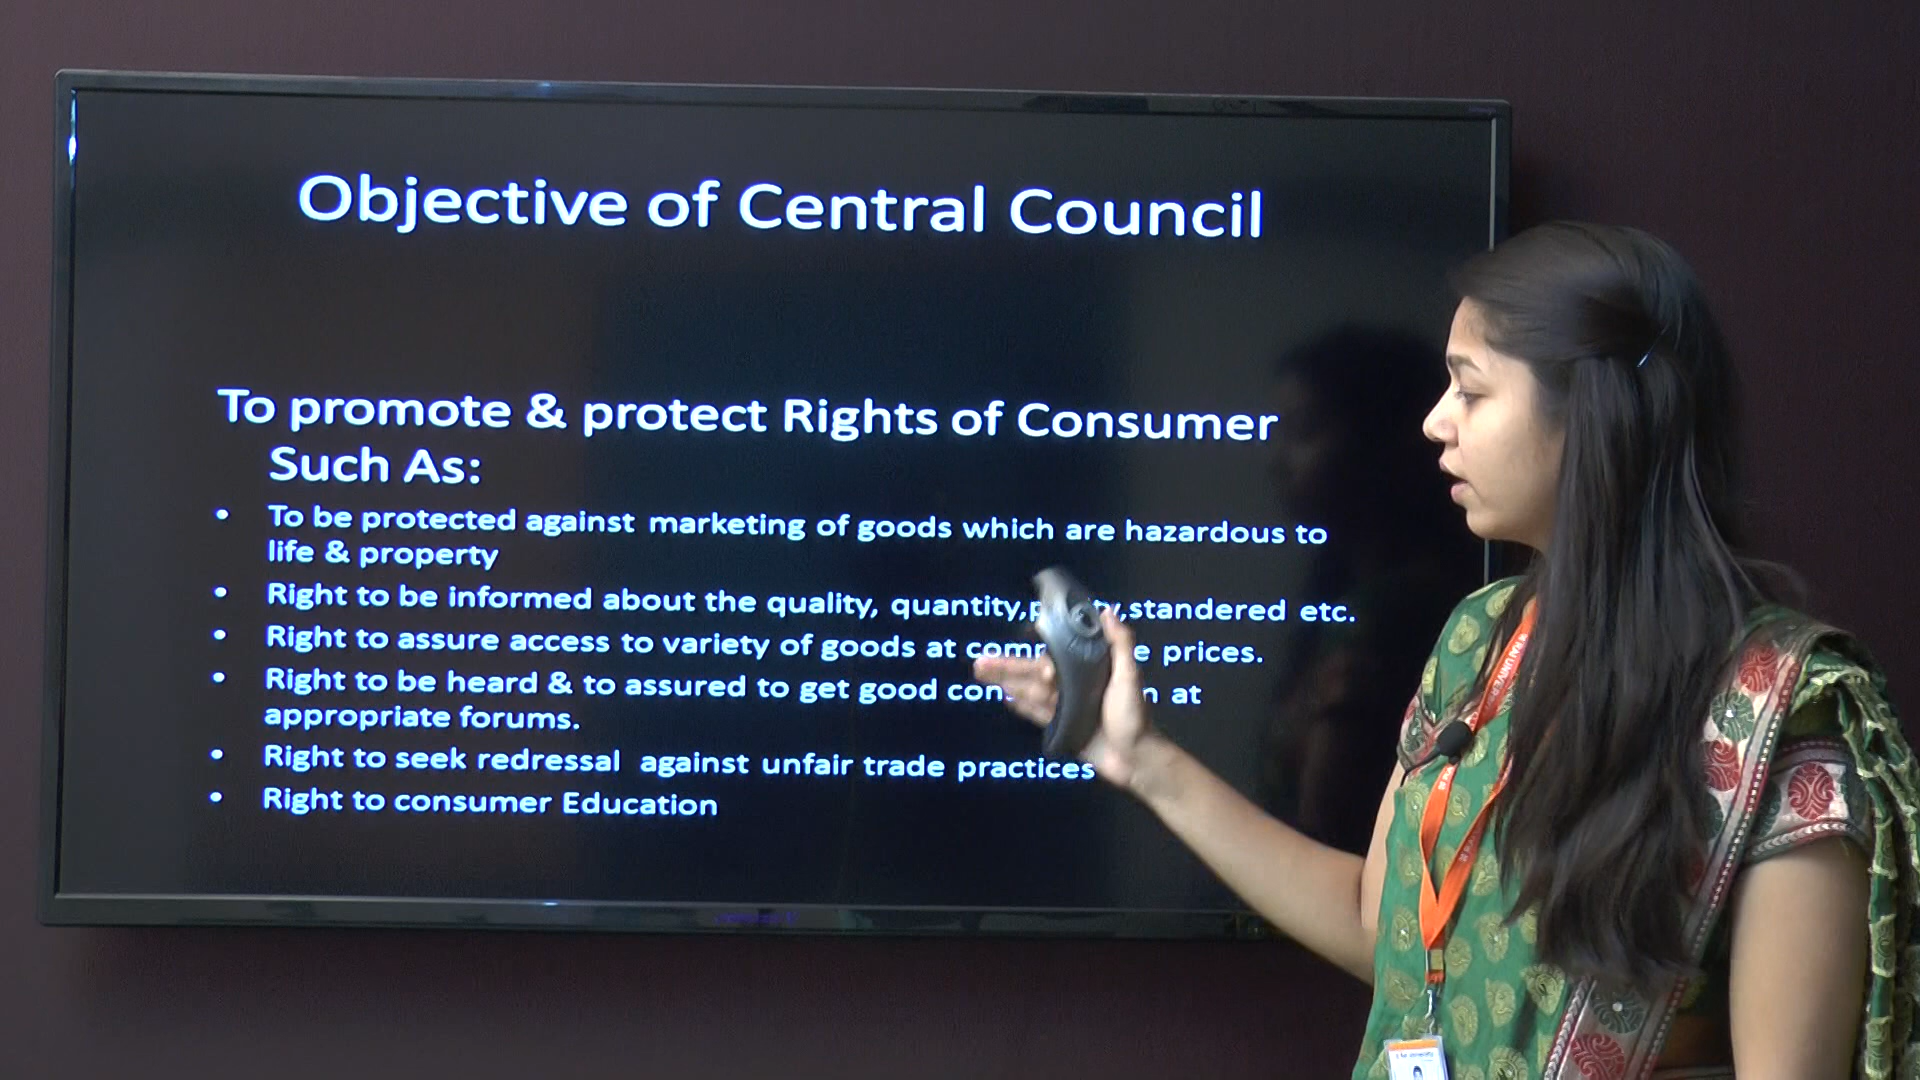 Objective of Central Council
To promote & protect Rights of Consumer
Such As:
• To be protected against marketing of goods which are hazardous to
life & property
• Right to be informed about the quality, quantity, ,standered etc.
• Right to assure access to variety of goods at prices.
• Right to be heard & to assured to get good at
appropriate forums.
• Right to seek redressal against unfair trade practices
• Right to consumer Education